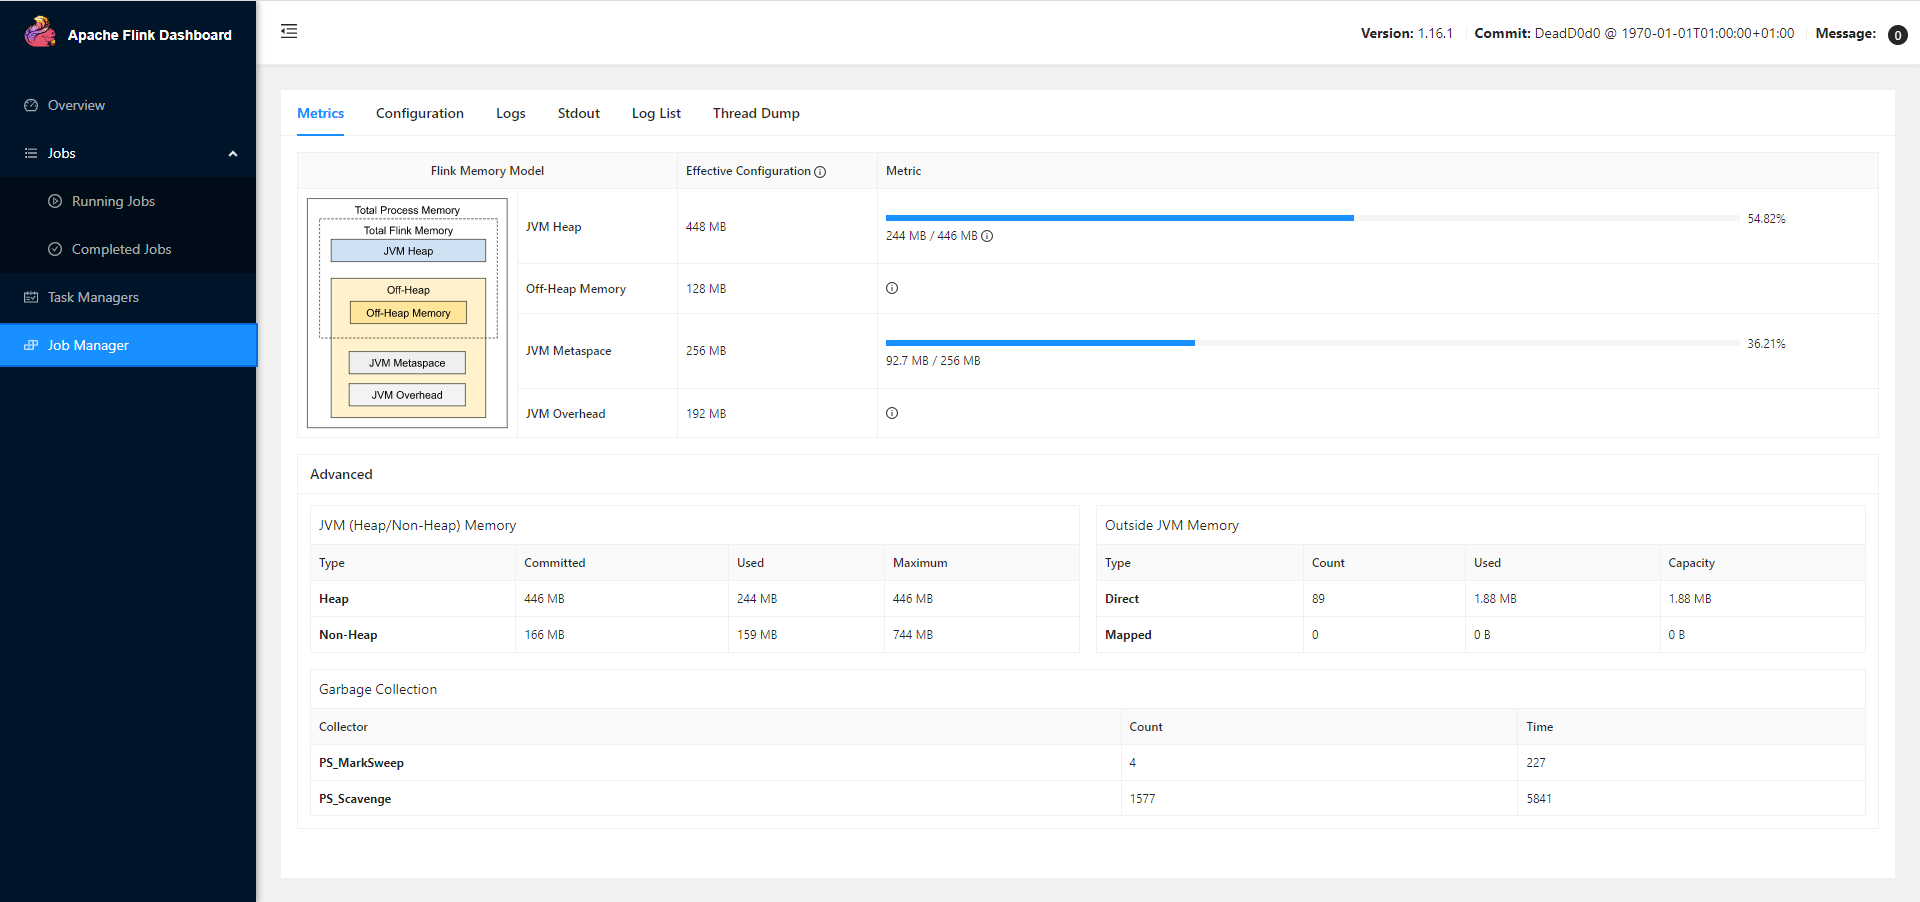 Apache Flink Dashboard
Version: 1.16.1 Commit: DeadD0d0 @ 1970-01-01T01:00:00+01:00 Message: 0
Overview
Jobs
Running Jobs
Completed Jobs
Task Managers
Job Manager
Metrics Configuration Logs Stdout Log List Thread Dump
Flink Memory Model Effective Configuration Metric
Total Process Memory
Total Flink Memory
JVM Heap
Off-Heap
Off-Heap Memory
JVM Metaspace
JVM Overhead
JVM Heap 448 MB 54.82%
244 MB / 446 MB
Off-Heap Memory 128 MB
JVM Metaspace 256 MB 36.21%
92.7 MB / 256 MB
JVM Overhead 192 MB
Advanced
JVM (Heap/Non-Heap) Memory
Type Committed Used Maximum
Heap 446 MB 244 MB 446 MB
Non-Heap 166 MB 159 MB 744 MB
Outside JVM Memory
Type Count Used Capacity
Direct 89 1.88 MB 1.88 MB
Mapped 0 0 B 0 B
Garbage Collection
Collector Count Time
PS_MarkSweep 4 227
PS_Scavenge 1577 5841